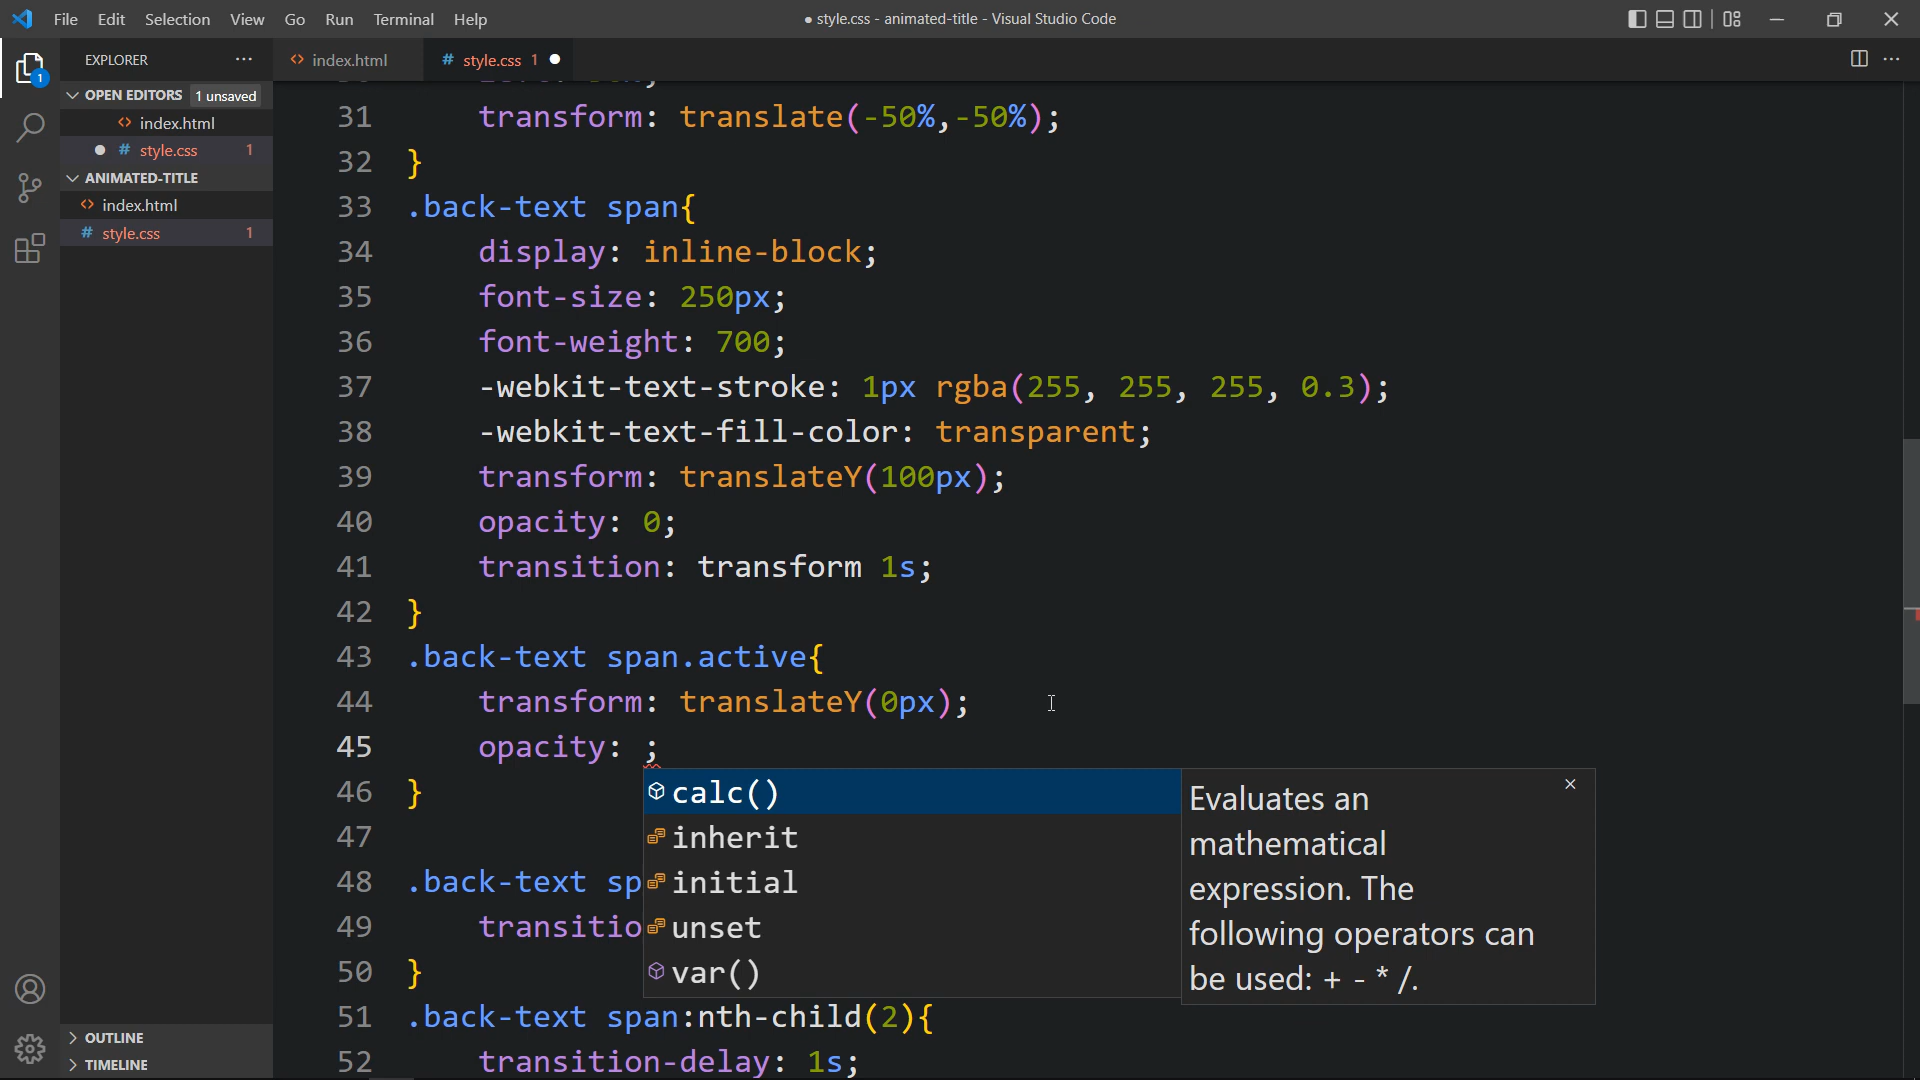 File Edit Selection View Go Run Terminal Help
● style.css - animated-title - Visual Studio Code
EXPLORER ···
<> index.html
# style.css 1 ●
OPEN EDITORS 1 unsaved
<> index.html
● # style.css 1
ANIMATED-TITLE
<> index.html
# style.css 1
OUTLINE
TIMELINE
1
31 transform: translate(-50%,-50%);
32 }
33 .back-text span{
34 display: inline-block;
35 font-size: 250px;
36 font-weight: 700;
37 -webkit-text-stroke: 1px rgba(255, 255, 255, 0.3);
38 -webkit-text-fill-color: transparent;
39 transform: translateY(100px);
40 opacity: 0;
41 transition: transform 1s;
42 }
43 .back-text span.active{
44 transform: translateY(0px);
45 opacity: ;
46 }
47
48 .back-text sp
49 transitio
50 }
51 .back-text span:nth-child(2){
52 transition-delay: 1s;
calc()
inherit
initial
unset
var()
Evaluates an
mathematical
expression. The
following operators can
be used: + - * /.